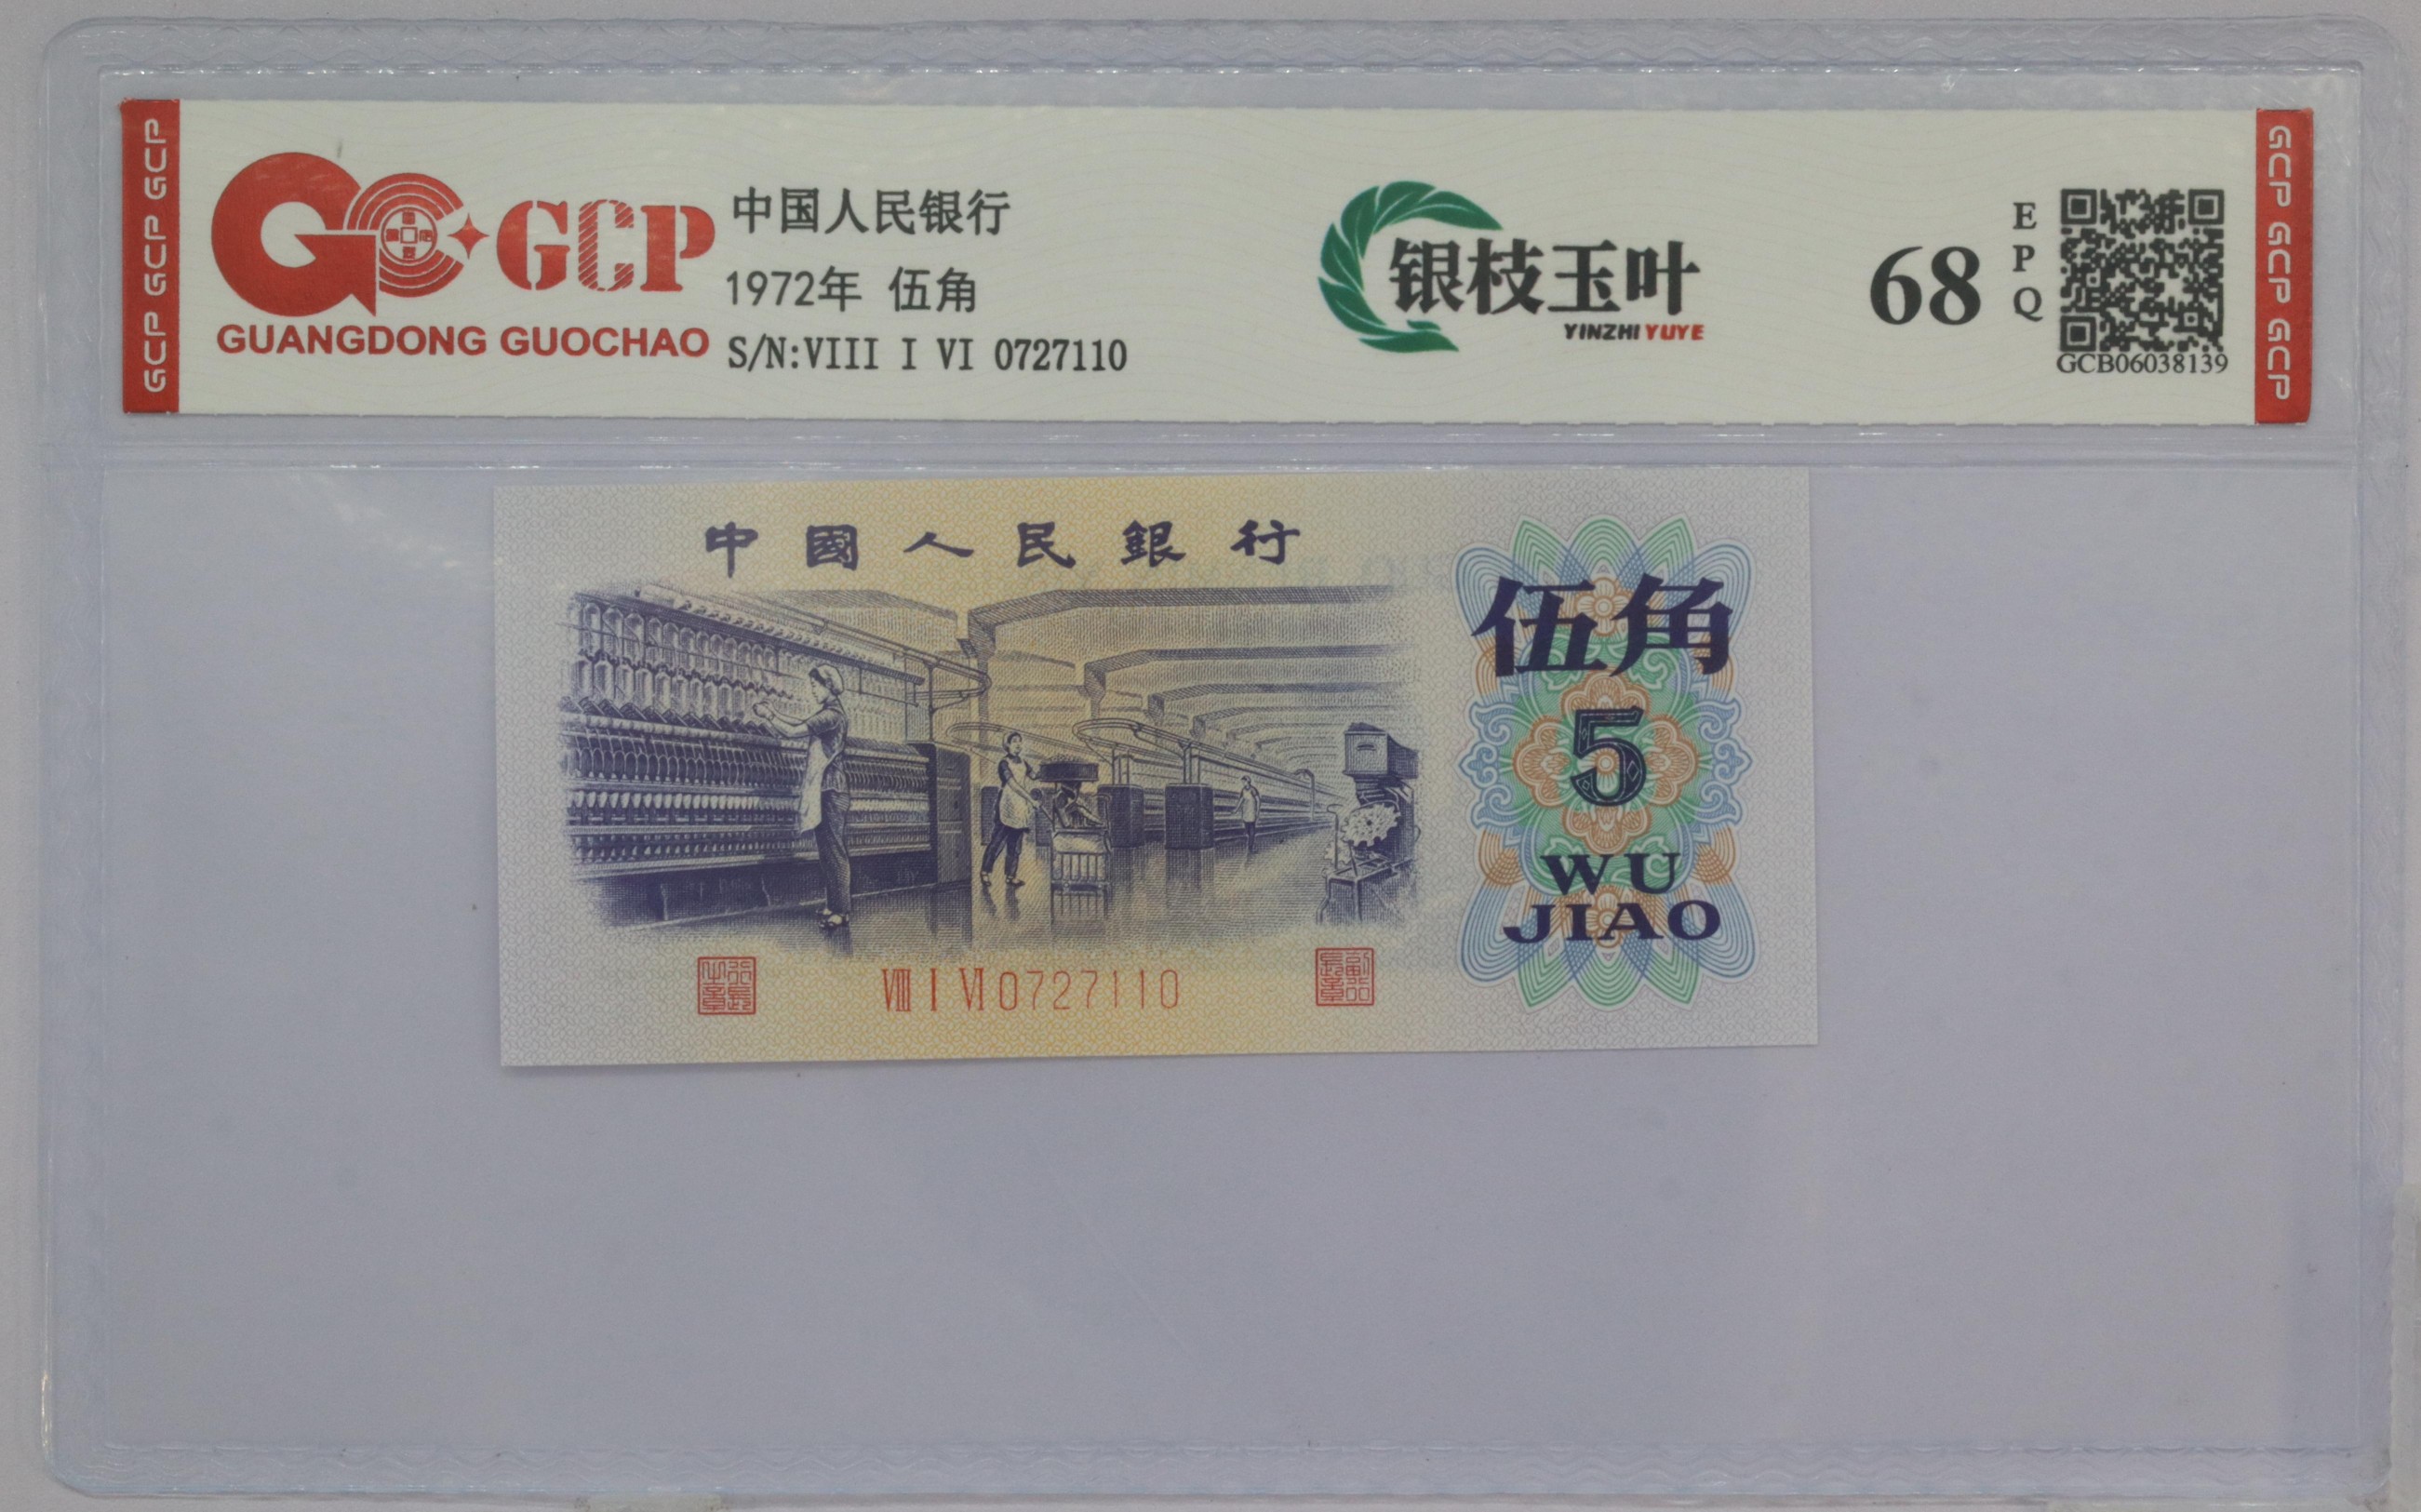 GCP GCP GCP
GCP
GUANGDONG GUOCHAO
中国人民银行
1972年 伍角
S/N:VIII I VI 0727110
银枝玉叶
YINZHI YUYE
68
EPQ
GCB06038139
GCP GCP GCP
中國人民銀行
伍角
5
WU
JIAO
VIII I VI 0727110